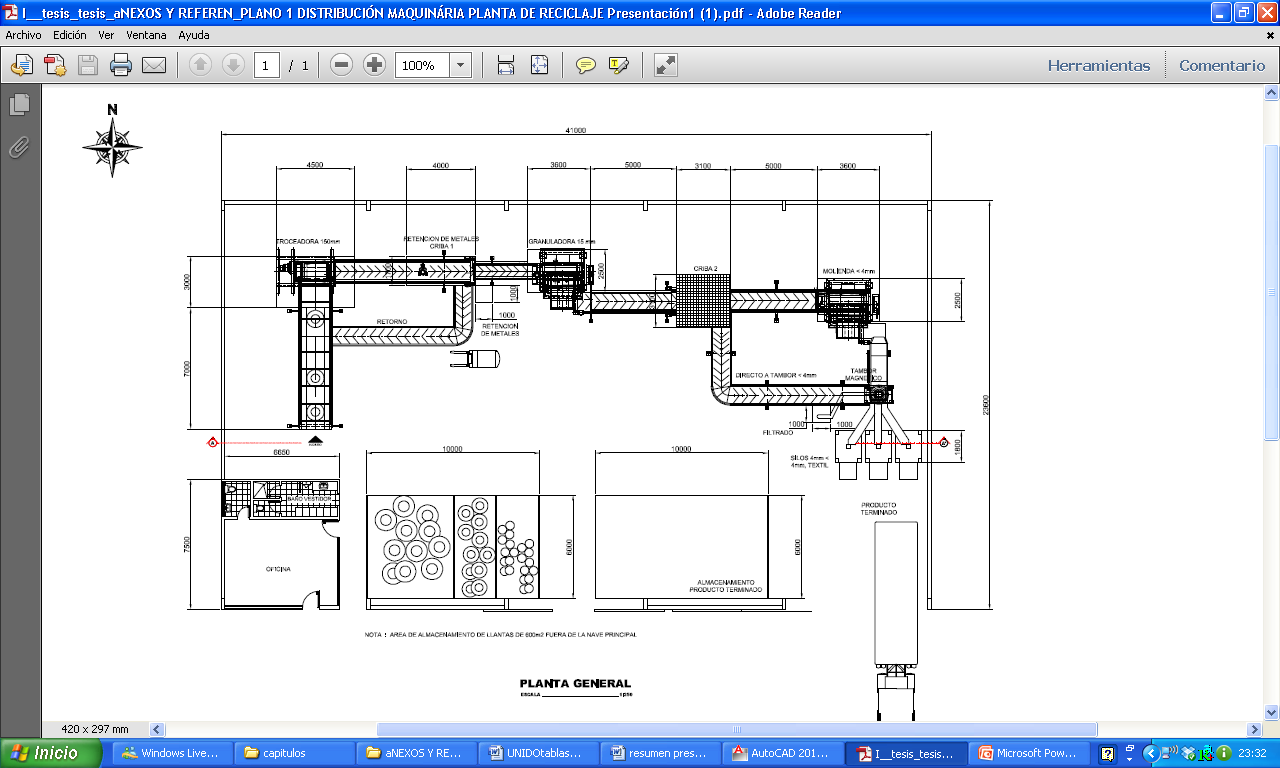 I__tesis_tesis_aNEXOS Y REFEREN_PLANO 1 DISTRIBUCIÓN MAQUINÁRIA PLANTA DE RECICLAJE Presentación1 (1).pdf - Adobe Reader
Archivo Edición Ver Ventana Ayuda
1 / 1 100% Herramientas Comentario
N
41000
4500 4000 3600 5000 3100 5000 3600
TROCEADORA 150mm
RETENCION DE METALES
CRIBA 1
GRANULADORA 15 mm
CRIBA 2
MOLIENDA < 4mm
A
3000
2500
2500
1000
1000
RETORNO
RETENCION
DE METALES
7000
23600
DIRECTO A TAMBOR < 4mm
TAMBOR
MAGNETICO
1000 1000
FILTRADO
1800
SILOS 4mm <
4mm, TEXTIL
6650 10000 10000
BAÑO VESTIDOR
PRODUCTO
TERMINADO
7500
6000
6000
OFICINA
ALMACENAMIENTO
PRODUCTO TERMINADO
NOTA : AREA DE ALMACENAMIENTO DE LLANTAS DE 600m2 FUERA DE LA NAVE PRINCIPAL
PLANTA GENERAL
ESCALA
420 x 297 mm
Inicio Windows Live... capitulos aNEXOS Y RE... UNIDOtablas... resumen pres... AutoCAD 201... I__tesis_tesis... Microsoft Pow... 23:32